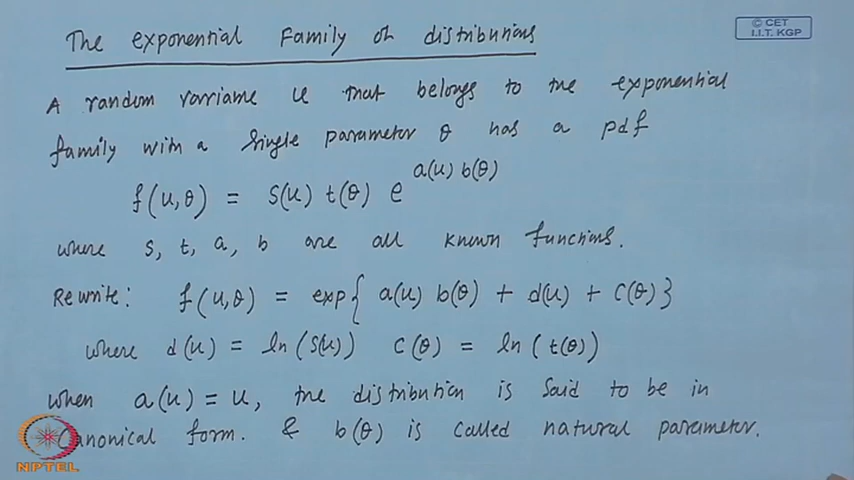 The exponential Family of distributions
© CET
I.I.T. KGP
A random variable u that belongs to the exponential
family with a single parameter θ has a pdf
f(u,θ) = s(u) t(θ) e^{a(u) b(θ)}
where s, t, a, b are all known functions.
Rewrite: f(u,θ) = exp{ a(u) b(θ) + d(u) + c(θ)}
where d(u) = ln(s(u)) c(θ) = ln(t(θ))
when a(u) = u, the distribution is said to be in
Canonical form. & b(θ) is called natural parameter.
NPTEL